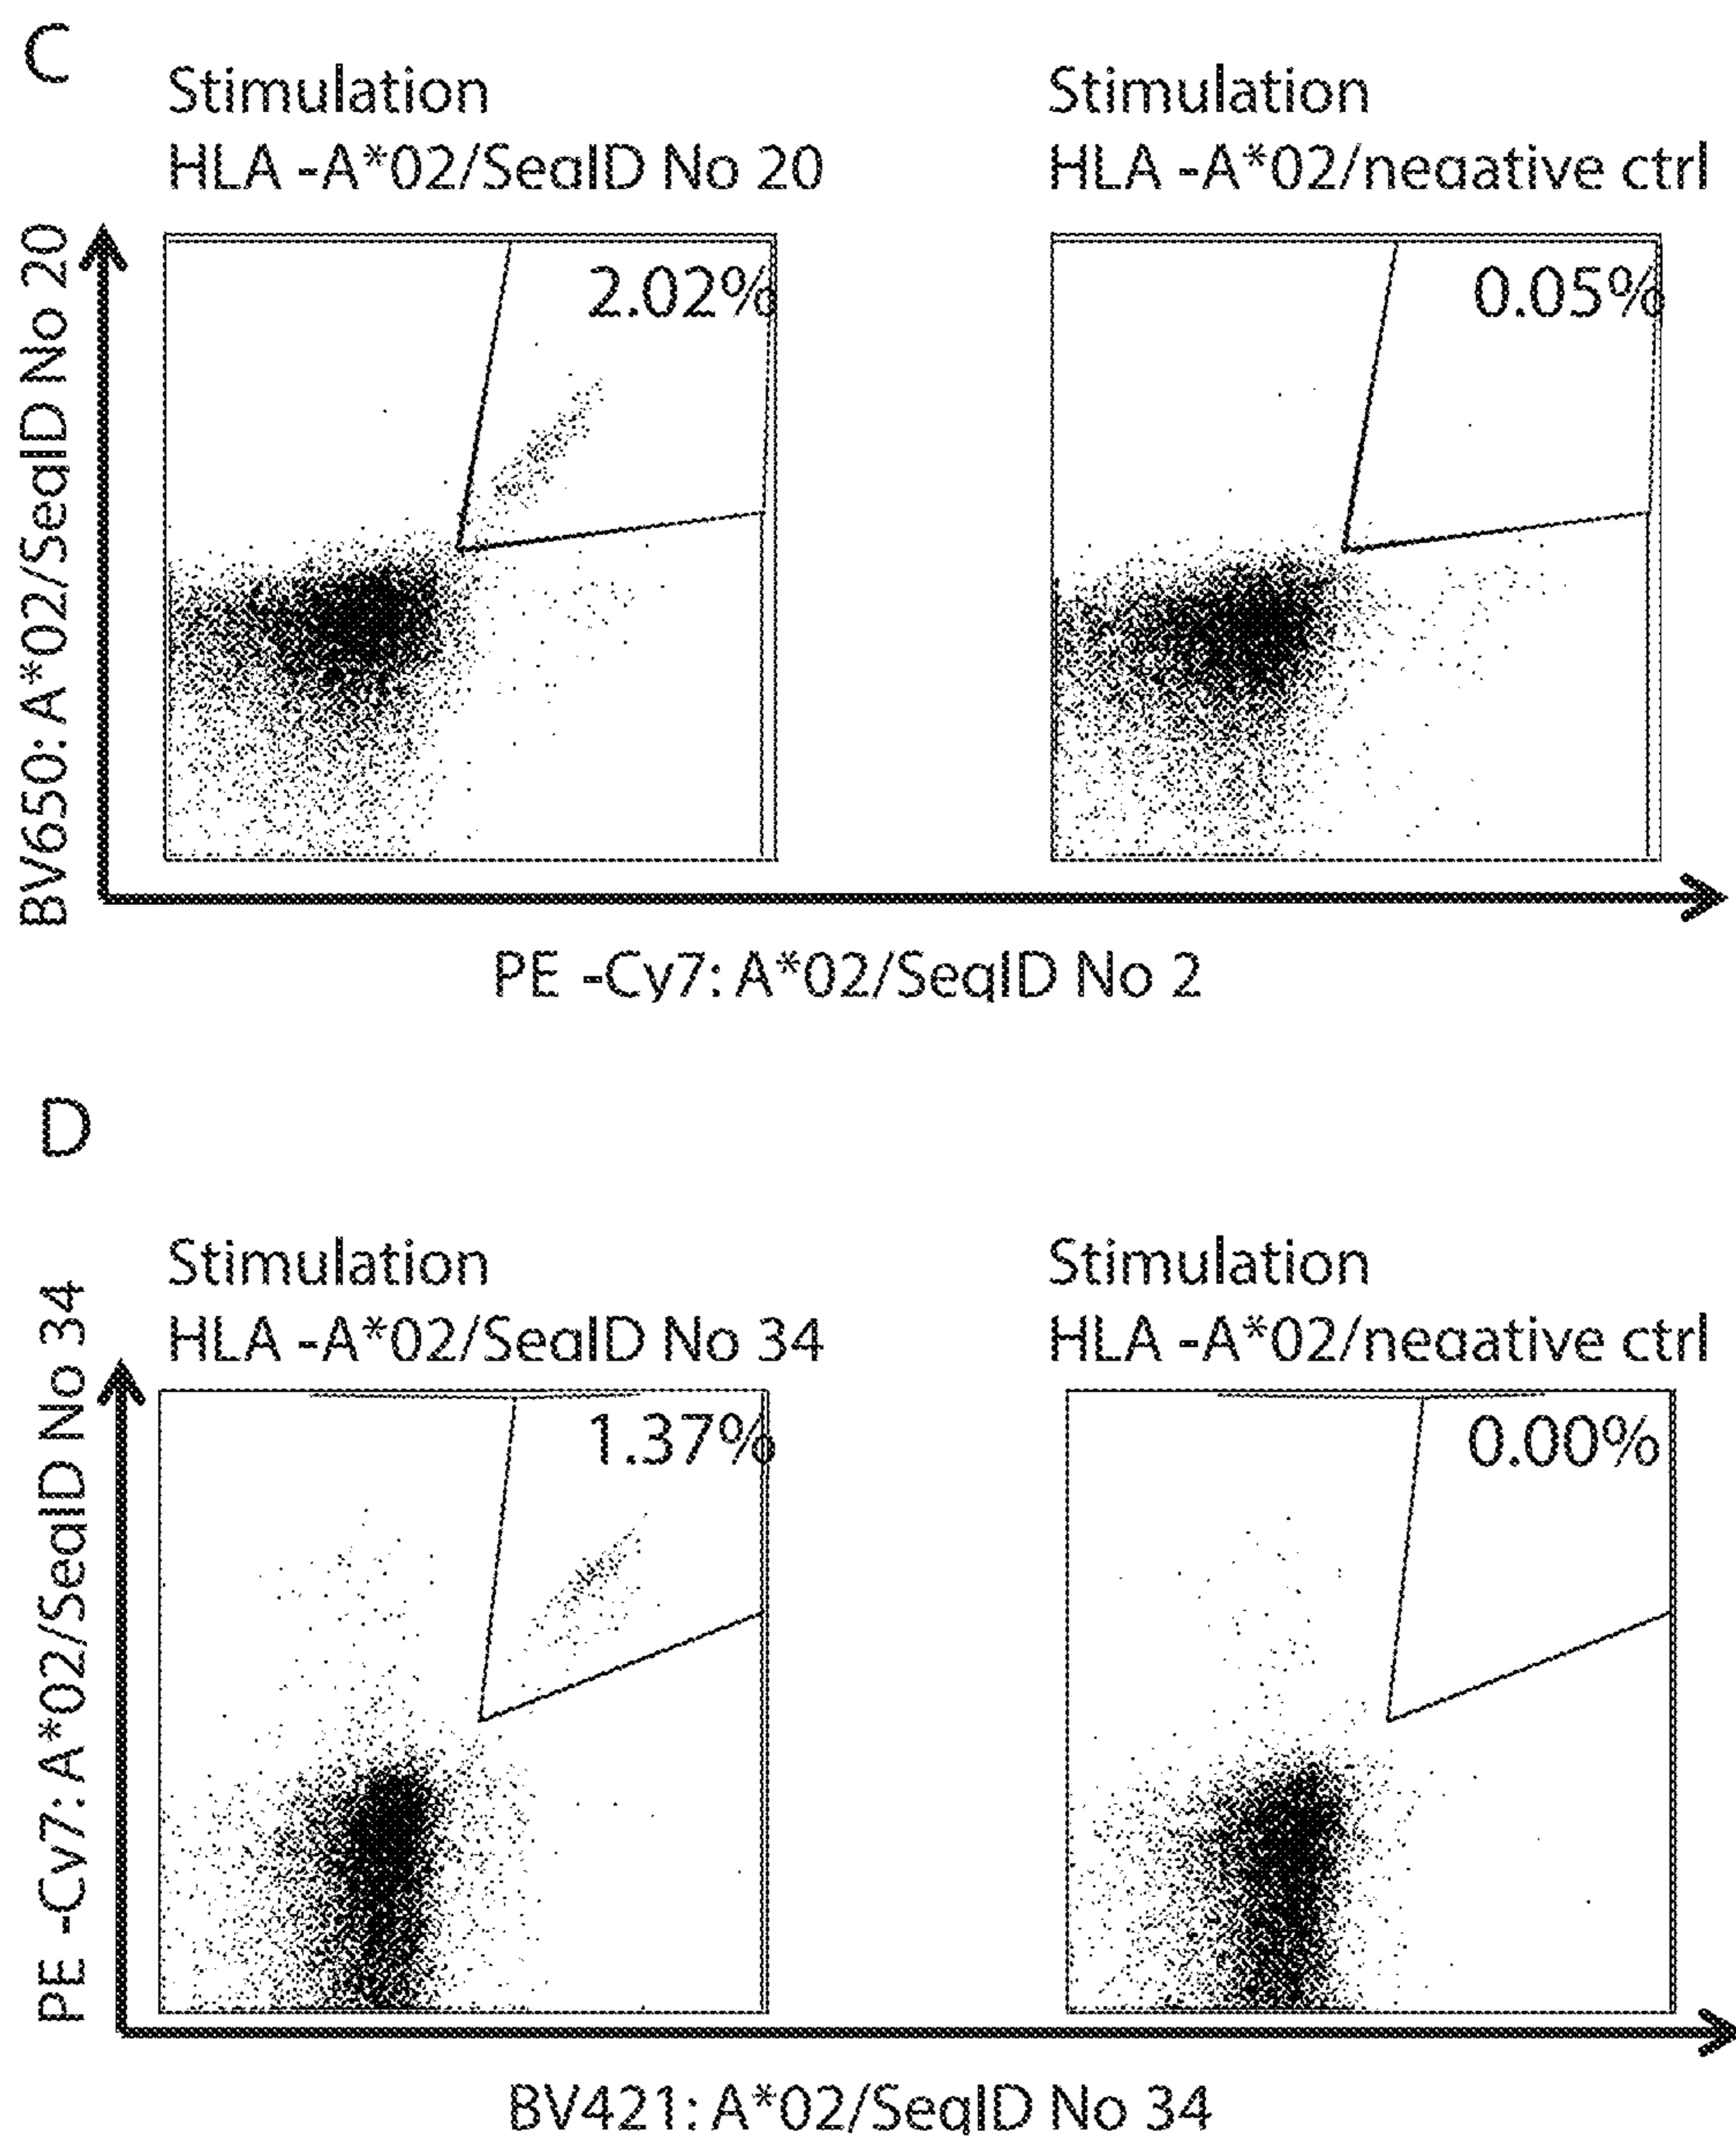 C
Stimulation
HLA -A*02/SeqID No 20
Stimulation
HLA -A*02/negative ctrl
BV650: A*02/SeqID No 20
2.02%
0.05%
PE -Cy7: A*02/SeqID No 2
D
Stimulation
HLA -A*02/SeqID No 34
Stimulation
HLA -A*02/negative ctrl
PE -Cy7: A*02/SeqID No 34
1.37%
0.00%
BV421: A*02/SeqID No 34